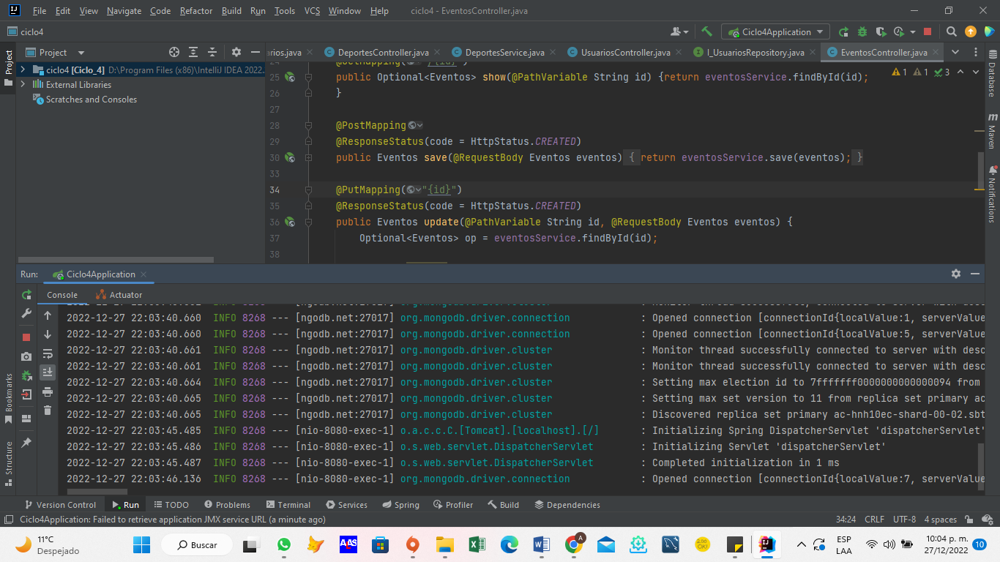 File Edit View Navigate Code Refactor Build Run Tools VCS Window Help ciclo4 - EventosController.java
ciclo4 Ciclo4Application
Project
Project
arios.java DeportesController.java DeportesService.java UsuariosController.java I_UsuariosRepository.java EventosController.java
ciclo4 [Ciclo_4] D:\Program Files (x86)\IntelliJ IDEA 2022.
External Libraries
Scratches and Consoles
24 @GetMapping("/{id}")
25 public Optional<Eventos> show(@PathVariable String id) {return eventosService.findById(id);
1 1 3
26 }
27
28 @PostMapping
29 @ResponseStatus(code = HttpStatus.CREATED)
30 public Eventos save(@RequestBody Eventos eventos) { return eventosService.save(eventos); }
33
34 @PutMapping("{id}")
35 @ResponseStatus(code = HttpStatus.CREATED)
36 public Eventos update(@PathVariable String id, @RequestBody Eventos eventos) {
37 Optional<Eventos> op = eventosService.findById(id);
38
Database
Maven
Notifications
Run: Ciclo4Application
Console Actuator
2022-12-27 22:03:40.660 INFO 8268 --- [ngodb.net:27017] org.mongodb.driver.connection : Opened connection [connectionId{localValue:1, serverValue
2022-12-27 22:03:40.660 INFO 8268 --- [ngodb.net:27017] org.mongodb.driver.connection : Opened connection [connectionId{localValue:5, serverValue
2022-12-27 22:03:40.661 INFO 8268 --- [ngodb.net:27017] org.mongodb.driver.cluster : Monitor thread successfully connected to server with desc
2022-12-27 22:03:40.661 INFO 8268 --- [ngodb.net:27017] org.mongodb.driver.cluster : Monitor thread successfully connected to server with desc
2022-12-27 22:03:40.664 INFO 8268 --- [ngodb.net:27017] org.mongodb.driver.cluster : Setting max election id to 7fffffff0000000000000094 from
2022-12-27 22:03:40.665 INFO 8268 --- [ngodb.net:27017] org.mongodb.driver.cluster : Setting max set version to 11 from replica set primary ac
2022-12-27 22:03:40.665 INFO 8268 --- [ngodb.net:27017] org.mongodb.driver.cluster : Discovered replica set primary ac-hnh10ec-shard-00-02.sbt
2022-12-27 22:03:45.485 INFO 8268 --- [nio-8080-exec-1] o.a.c.c.C.[Tomcat].[localhost].[/] : Initializing Spring DispatcherServlet 'dispatcherServlet'
2022-12-27 22:03:45.486 INFO 8268 --- [nio-8080-exec-1] o.s.web.servlet.DispatcherServlet : Initializing Servlet 'dispatcherServlet'
2022-12-27 22:03:45.487 INFO 8268 --- [nio-8080-exec-1] o.s.web.servlet.DispatcherServlet : Completed initialization in 1 ms
2022-12-27 22:03:46.136 INFO 8268 --- [nio-8080-exec-1] org.mongodb.driver.connection : Opened connection [connectionId{localValue:7, serverValue
Bookmarks
Structure
Version Control Run TODO Problems Terminal Services Spring Profiler Build Dependencies
Ciclo4Application: Failed to retrieve application JMX service URL (a minute ago) 34:24 CRLF UTF-8 4 spaces
11°C
Despejado
Buscar
ESP
LAA
10:04 p. m.
27/12/2022
10